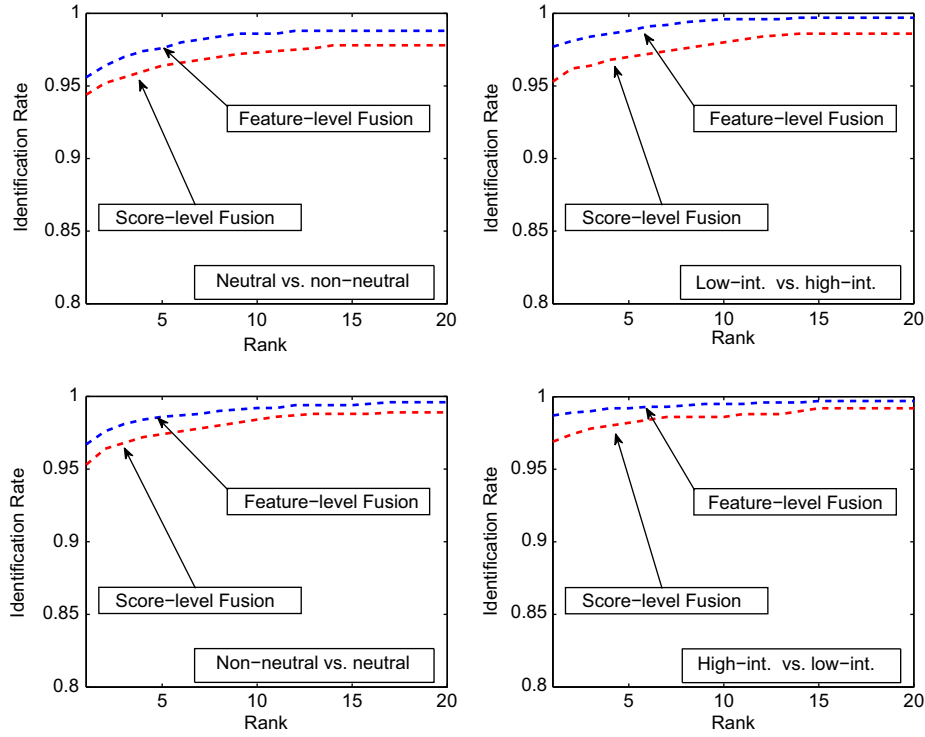 1
0.95
0.9
0.85
0.8
Identification Rate
Feature−level Fusion
Score−level Fusion
Neutral vs. non−neutral
5
10
15
20
Rank
1
0.95
0.9
0.85
0.8
Identification Rate
Feature−level Fusion
Score−level Fusion
Low−int. vs. high−int.
5
10
15
20
Rank
1
0.95
0.9
0.85
0.8
Identification Rate
Feature−level Fusion
Score−level Fusion
Non−neutral vs. neutral
5
10
15
20
Rank
1
0.95
0.9
0.85
0.8
Identification Rate
Feature−level Fusion
Score−level Fusion
High−int. vs. low−int.
5
10
15
20
Rank